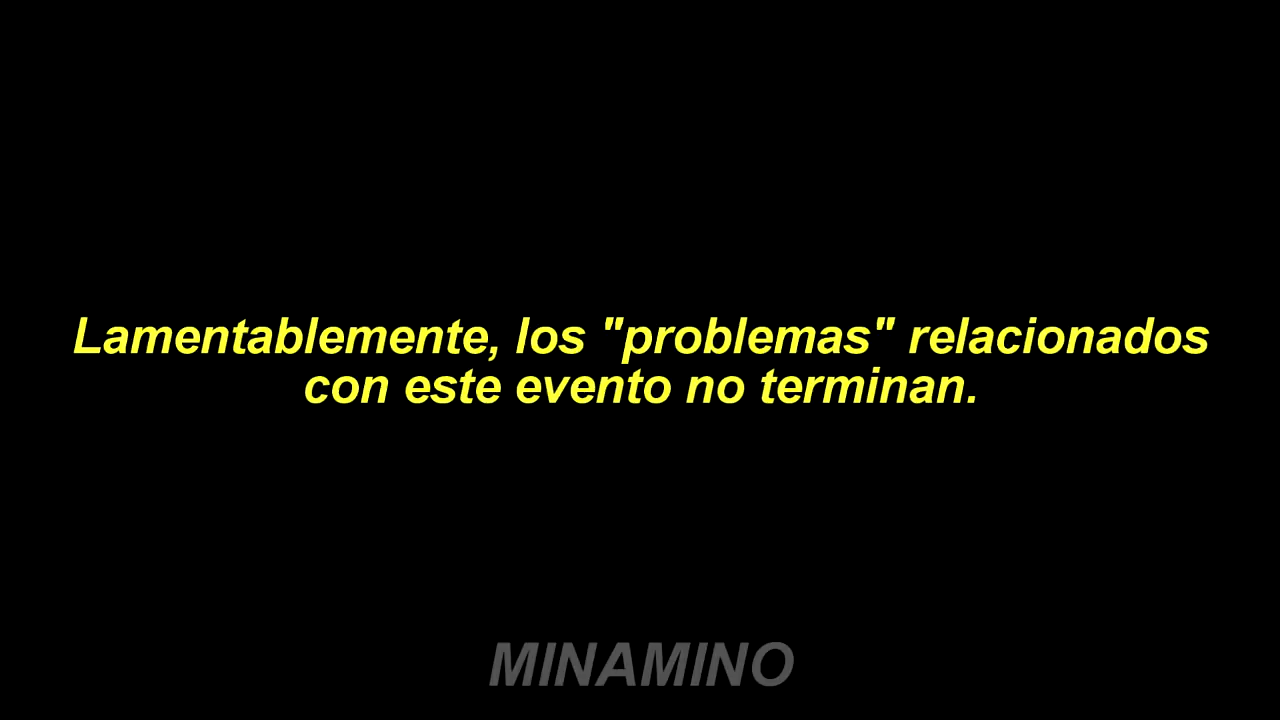 Lamentablemente, los "problemas" relacionados
con este evento no terminan.
MINAMINO